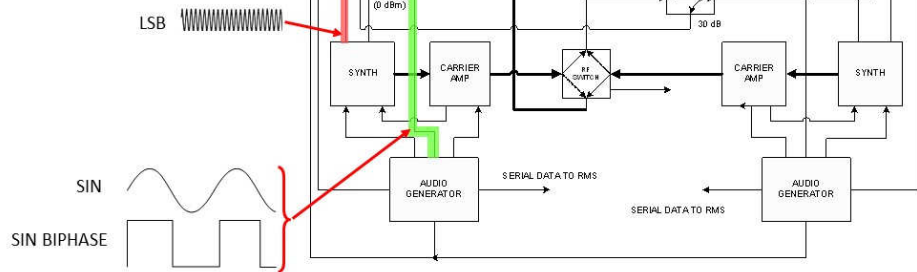 (0 dBm)
LSB
30 dB
SYNTH
CARRIER
AMP
RF
SWITCH
CARRIER
AMP
SYNTH
SIN
AUDIO
GENERATOR
SERIAL DATA TO RMS
AUDIO
GENERATOR
SERIAL DATA TO RMS
SIN BIPHASE